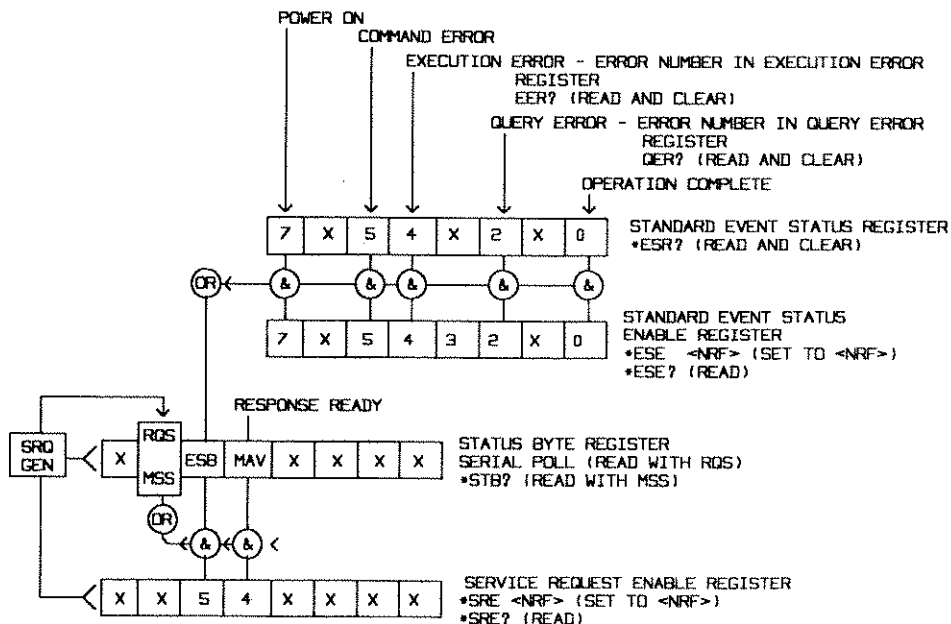 POWER ON
COMMAND ERROR
EXECUTION ERROR - ERROR NUMBER IN EXECUTION ERROR
REGISTER
EER? (READ AND CLEAR)
QUERY ERROR - ERROR NUMBER IN QUERY ERROR
REGISTER
QER? (READ AND CLEAR)
OPERATION COMPLETE
7 X 5 4 X 2 X 0
STANDARD EVENT STATUS REGISTER
*ESR? (READ AND CLEAR)
OR & & & & &
7 X 5 4 3 2 X 0
STANDARD EVENT STATUS
ENABLE REGISTER
*ESE <NRF> (SET TO <NRF>)
*ESE? (READ)
RESPONSE READY
SRQ
GEN
X RQS MSS ESB MAV X X X X
STATUS BYTE REGISTER
SERIAL POLL (READ WITH RQS)
*STB? (READ WITH MSS)
OR & &
X X 5 4 X X X X
SERVICE REQUEST ENABLE REGISTER
*SRE <NRF> (SET TO <NRF>)
*SRE? (READ)